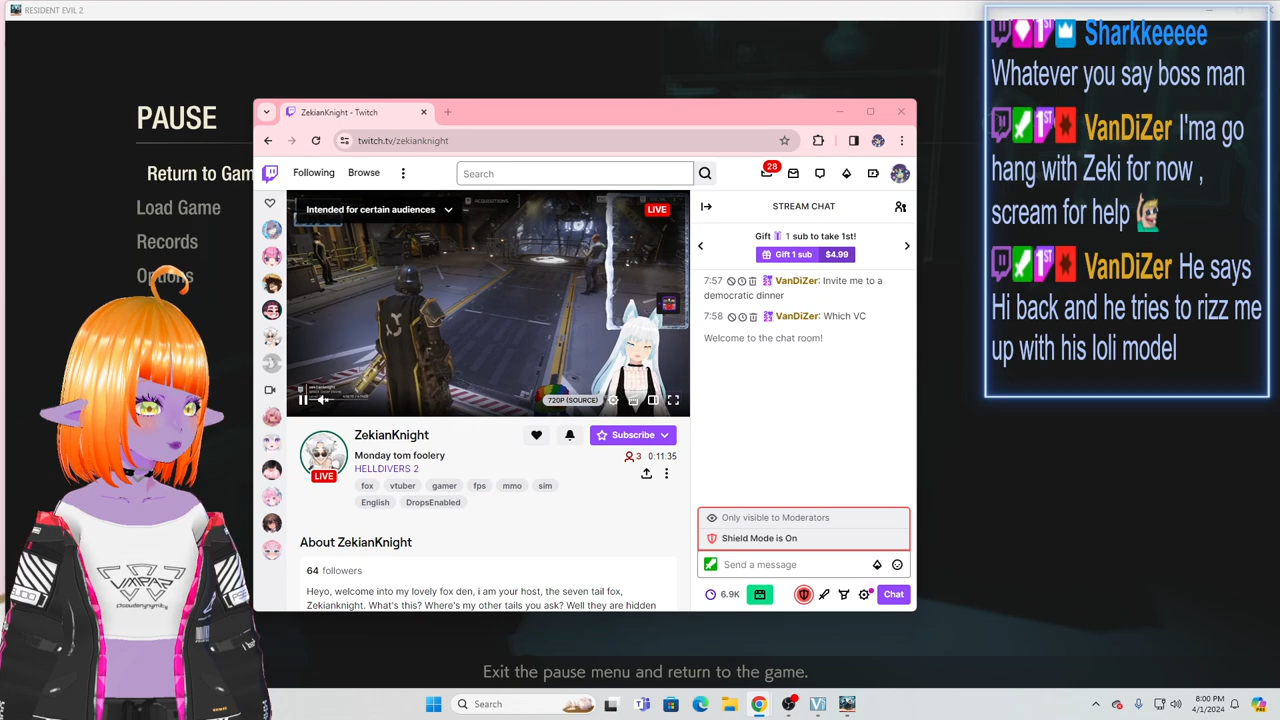 RESIDENT EVIL 2
PAUSE
Return to Gam
Load Game
Records
Options
ZekianKnight - Twitch
twitch.tv/zekianknight
Following
Browse
Search
28
Intended for certain audiences
ACQUISITIONS
LIVE
720P (SOURCE)
STREAM CHAT
Gift 1 sub to take 1st!
Gift 1 sub $4.99
7:57 VanDiZer: Invite me to a
democratic dinner
7:58 VanDiZer: Which VC
Welcome to the chat room!
ZekianKnight
Subscribe
Monday tom foolery
3 0:11:35
HELLDIVERS 2
LIVE
fox vtuber gamer fps mmo sim
English DropsEnabled
About ZekianKnight
64 followers
Heyo, welcome into my lovely fox den, i am your host, the seven tail fox,
Zekianknight. What's this? Where's my other tails you ask? Well they are hidden
Only visible to Moderators
Shield Mode is On
Send a message
6.9K
Chat
Sharkkeeeee
Whatever you say boss man
VanDiZer I'ma go
hang with Zeki for now ,
scream for help
VanDiZer He says
Hi back and he tries to rizz me
up with his loli model
VMPAR
Exit the pause menu and return to the game.
Search
8:00 PM
4/1/2024